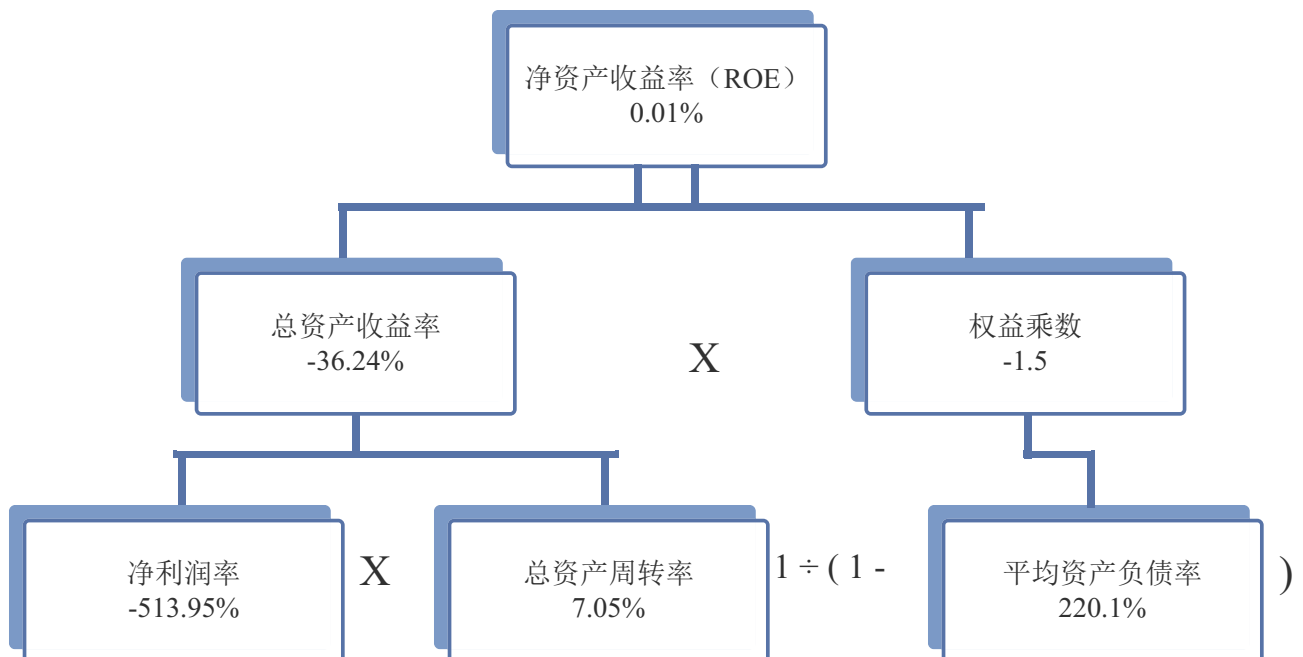 净资产收益率（ROE）
0.01%
总资产收益率
-36.24%
X
权益乘数
-1.5
净利润率
-513.95%
X
总资产周转率
7.05%
1 ÷ ( 1 -
平均资产负债率
220.1%
)